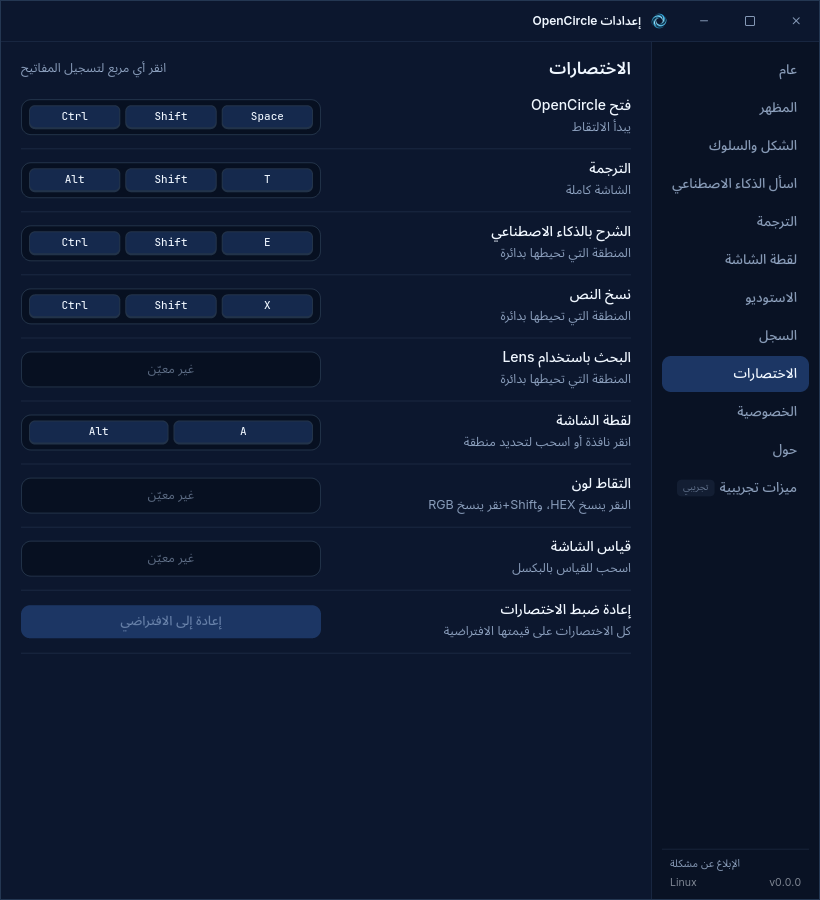 إعدادات OpenCircle
عام
المظهر
الشكل والسلوك
اسأل الذكاء الاصطناعي
الترجمة
لقطة الشاشة
الاستوديو
السجل
الاختصارات
الخصوصية
حول
ميزات تجريبية تجريبي
الإبلاغ عن مشكلة
Linux v0.0.0
الاختصارات
انقر أي مربع لتسجيل المفاتيح
فتح OpenCircle
يبدأ الالتقاط
Ctrl Shift Space
الترجمة
الشاشة كاملة
Alt Shift T
الشرح بالذكاء الاصطناعي
المنطقة التي تحيطها بدائرة
Ctrl Shift E
نسخ النص
المنطقة التي تحيطها بدائرة
Ctrl Shift X
البحث باستخدام Lens
المنطقة التي تحيطها بدائرة
غير معيّن
لقطة الشاشة
انقر نافذة أو اسحب لتحديد منطقة
Alt A
التقاط لون
النقر ينسخ HEX، وShift+نقر ينسخ RGB
غير معيّن
قياس الشاشة
اسحب للقياس بالبكسل
غير معيّن
إعادة ضبط الاختصارات
كل الاختصارات على قيمتها الافتراضية
إعادة إلى الافتراضي